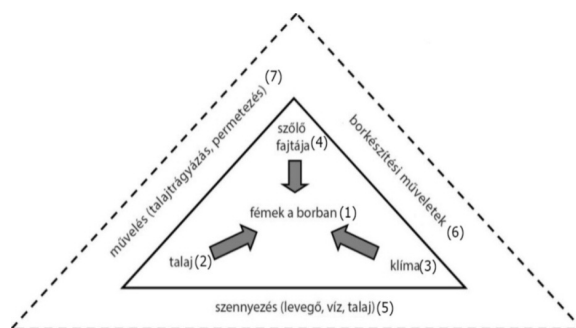 művelés (talajtrágyázás, permetezés) (7)
borkészítési műveletek (6)
szőlő
fajtája (4)
fémek a borban (1)
talaj (2)
klíma (3)
szennyezés (levegő, víz, talaj) (5)